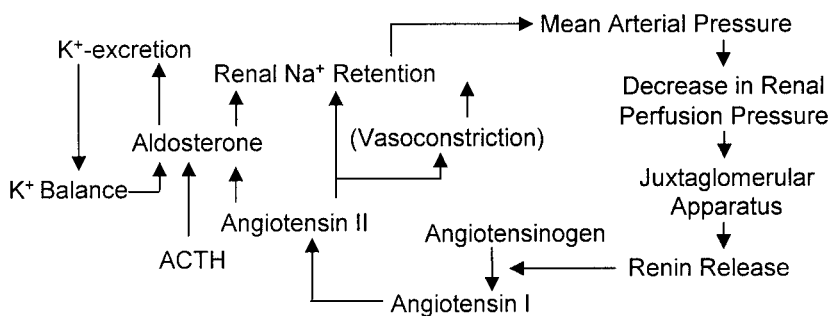 Mean Arterial Pressure
K⁺-excretion
Renal Na⁺ Retention
Decrease in Renal
Perfusion Pressure
Aldosterone
(Vasoconstriction)
K⁺ Balance
Juxtaglomerular
Apparatus
Angiotensin II
Angiotensinogen
ACTH
Renin Release
Angiotensin I